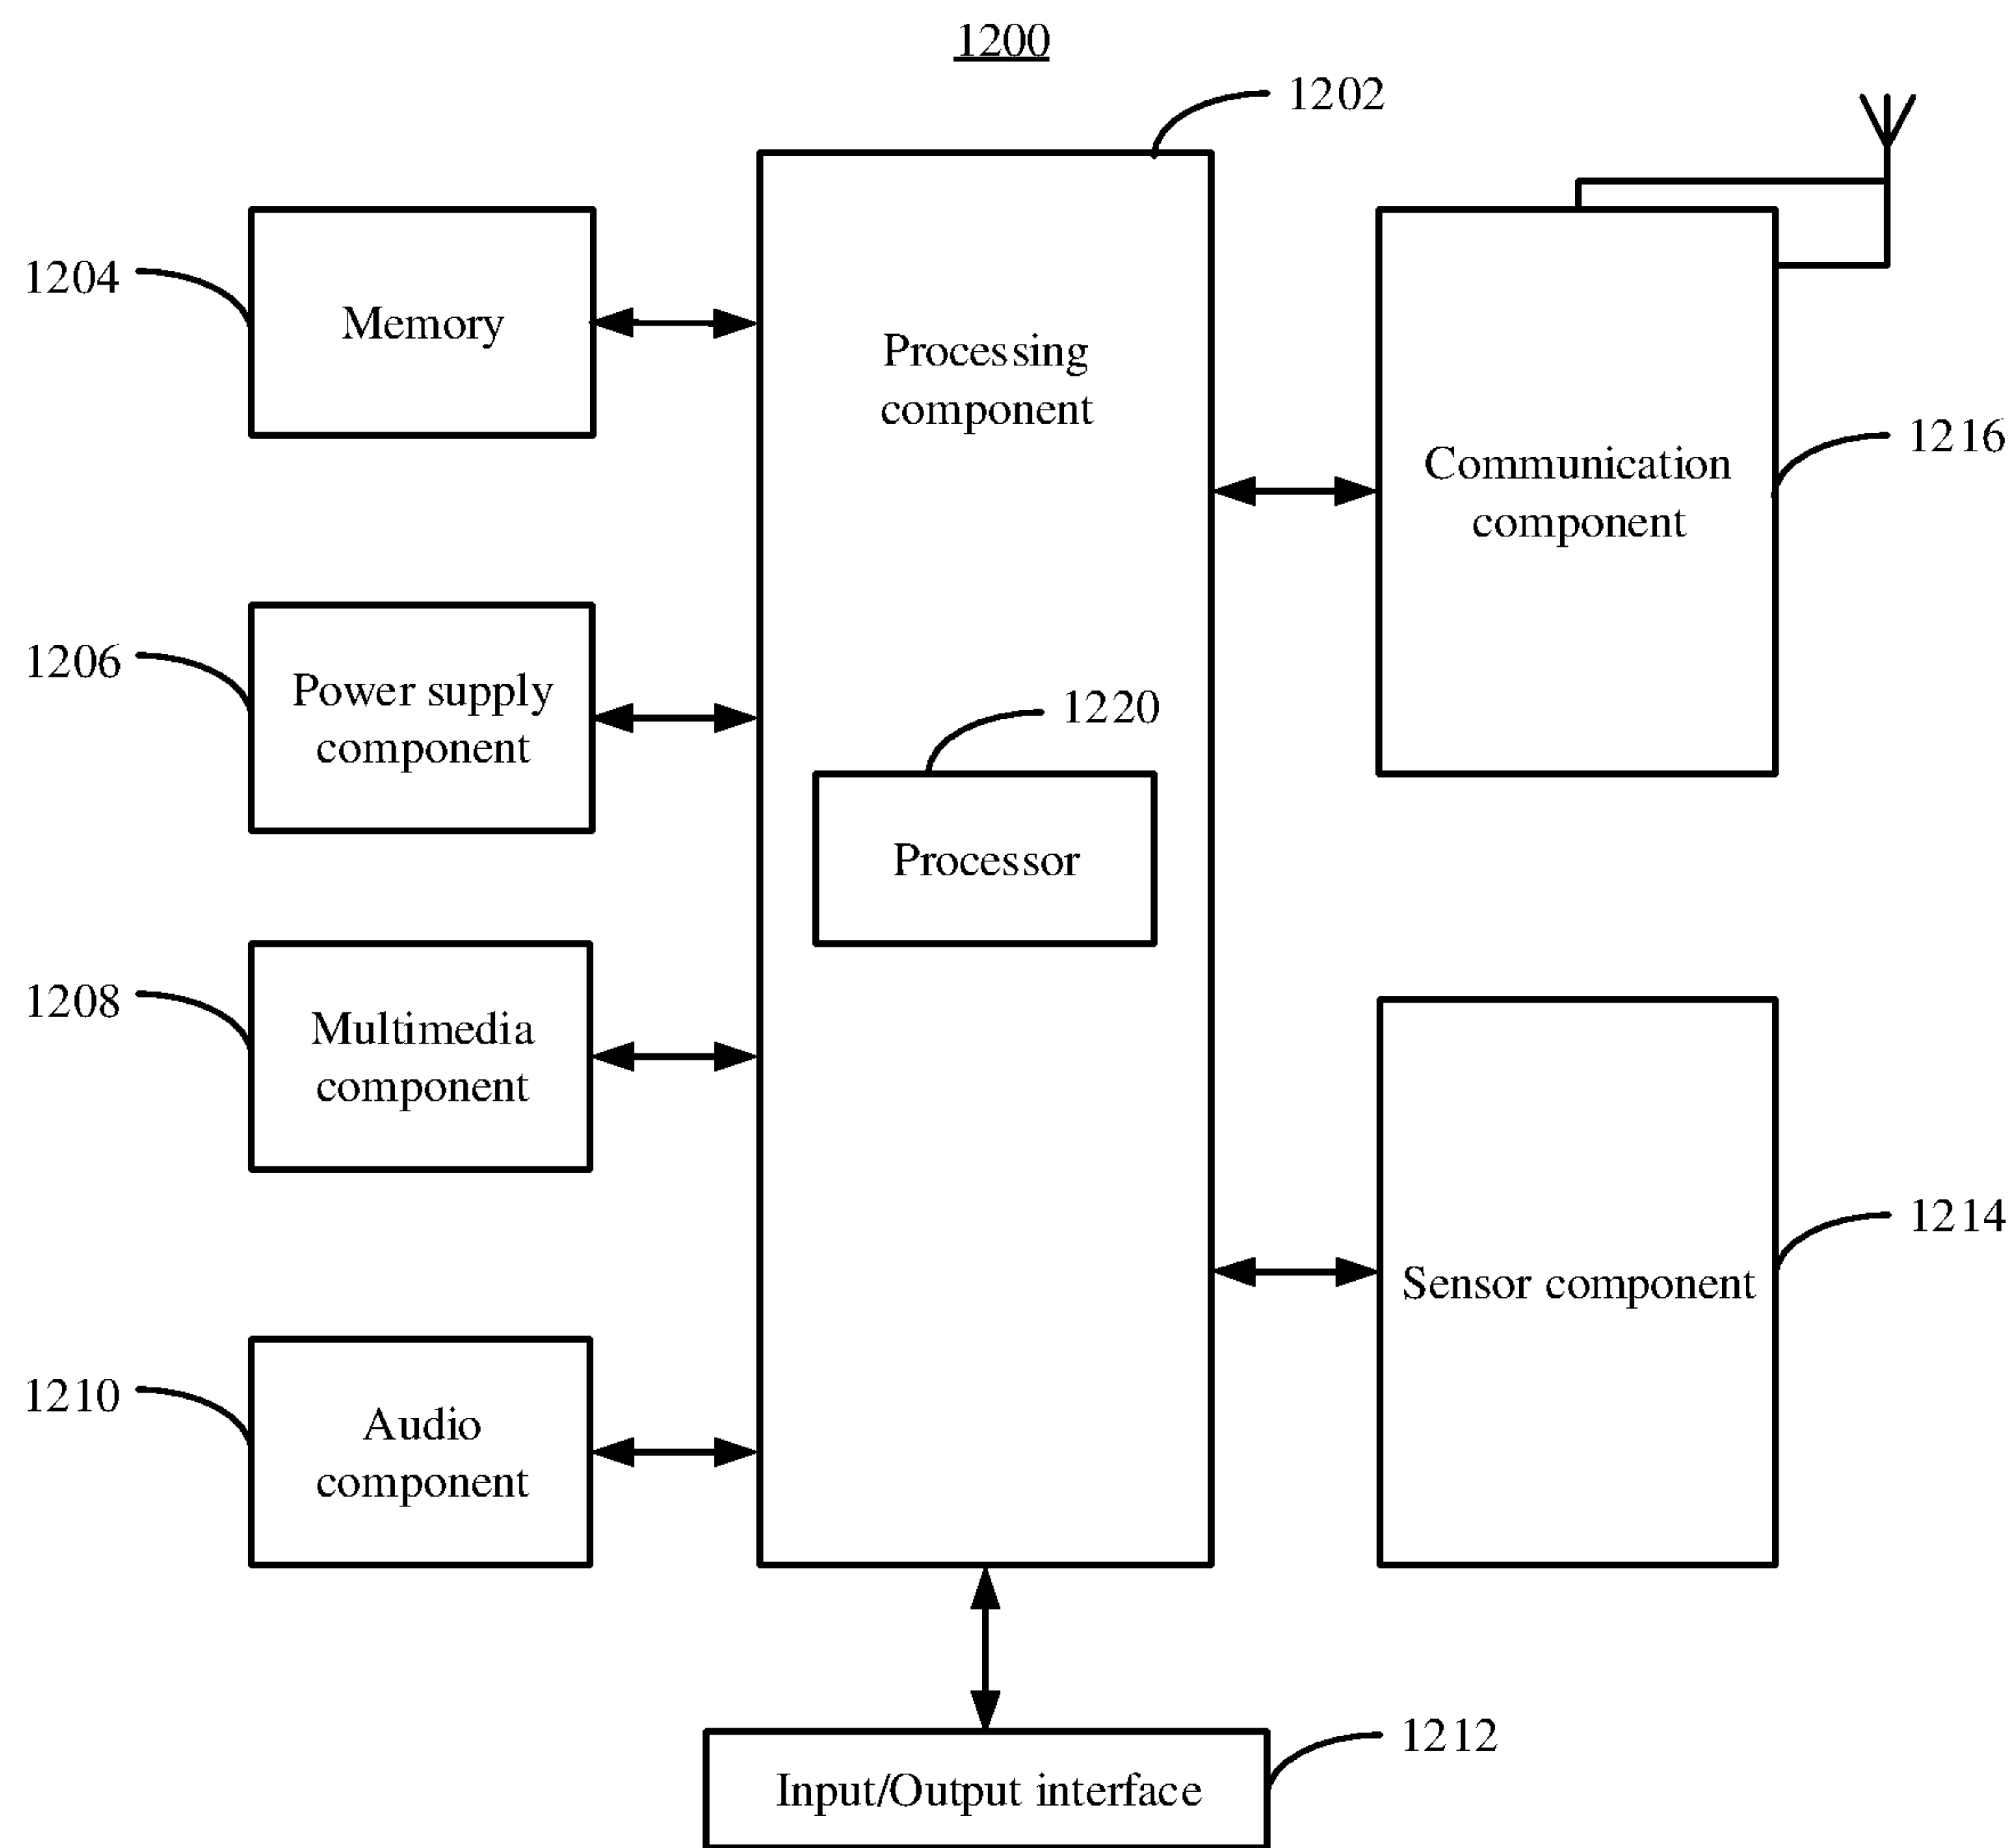 1200
1202
1204
Memory
Processing
component
Communication
component
1216
1206
Power supply
component
1220
Processor
1208
Multimedia
component
1214
Sensor component
1210
Audio
component
1212
Input/Output interface